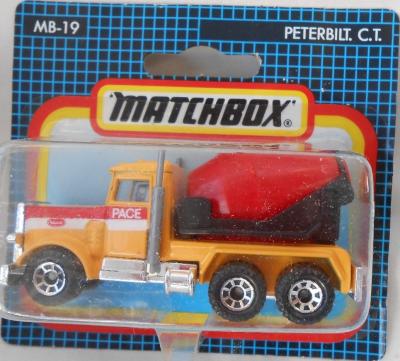 MB-19
PETERBILT. C.T.
MATCHBOX®
PACE